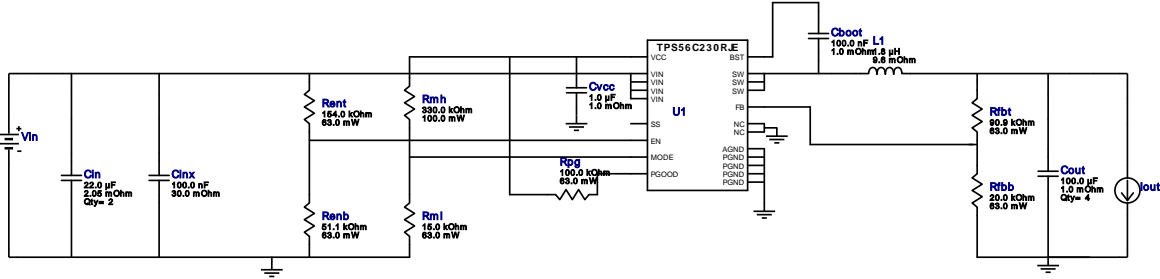 TPS56C230RJE
VCC
VIN
VIN
VIN
VIN
SS
EN
MODE
PGOOD
BST
SW
SW
SW
FB
NC
NC
AGND
PGND
PGND
PGND
PGND
U1
Cboot
100.0 nF
1.0 mOhm
L1
1.8 µH
9.6 mOhm
Cvcc
1.0 µF
1.0 mOhm
Rent
154.0 kOhm
63.0 mW
Rmh
330.0 kOhm
100.0 mW
Rfbt
90.9 kOhm
63.0 mW
+
Vin
-
Cin
22.0 µF
2.05 mOhm
Qty= 2
Cinx
100.0 nF
30.0 mOhm
Rpg
100.0 kOhm
63.0 mW
Renb
51.1 kOhm
63.0 mW
Rml
15.0 kOhm
63.0 mW
Rfbb
20.0 kOhm
63.0 mW
Cout
100.0 µF
1.0 mOhm
Qty= 4
Iout